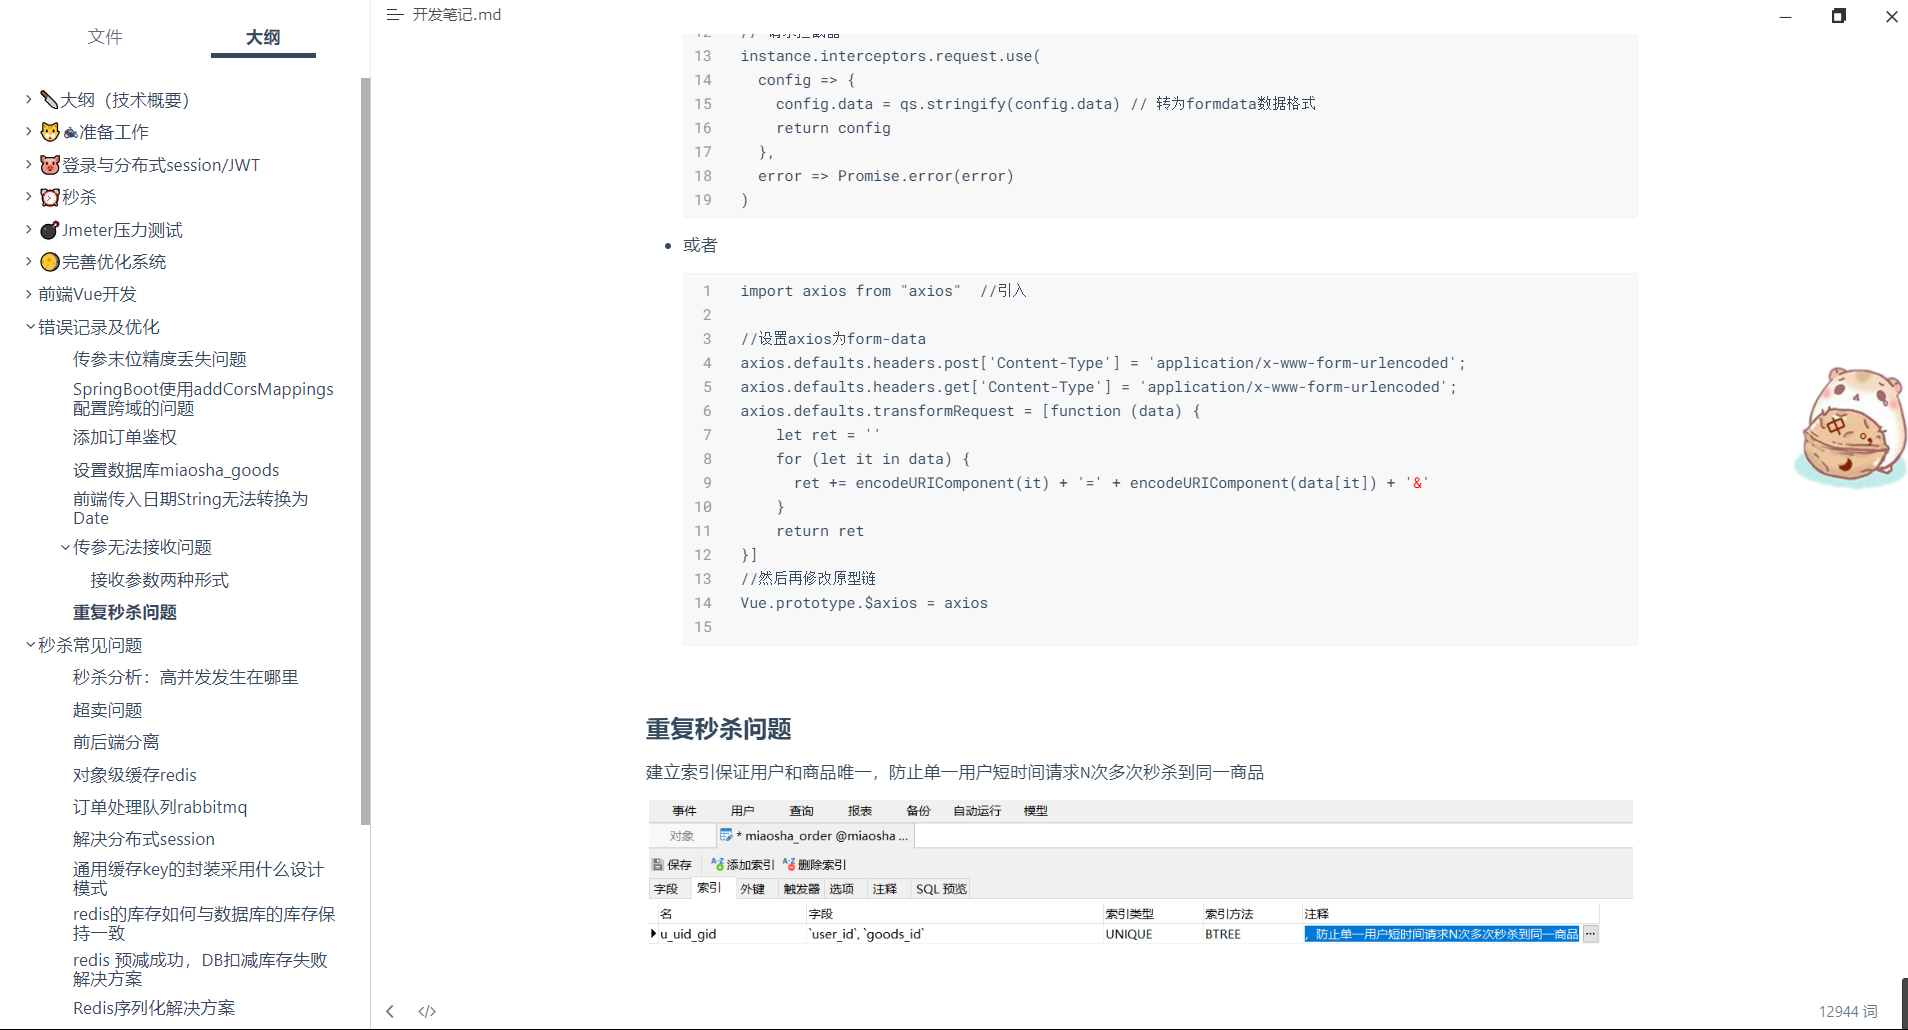 文件
大纲
大纲（技术概要）
准备工作
登录与分布式session/JWT
秒杀
Jmeter压力测试
完善优化系统
前端Vue开发
错误记录及优化
传参末位精度丢失问题
SpringBoot使用addCorsMappings
配置跨域的问题
添加订单鉴权
设置数据库miaosha_goods
前端传入日期String无法转换为
Date
传参无法接收问题
接收参数两种形式
重复秒杀问题
秒杀常见问题
秒杀分析：高并发发生在哪里
超卖问题
前后端分离
对象级缓存redis
订单处理队列rabbitmq
解决分布式session
通用缓存key的封装采用什么设计
模式
redis的库存如何与数据库的库存保
持一致
redis 预减成功，DB扣减库存失败
解决方案
Redis序列化解决方案
开发笔记.md
12 // 请求拦截器
13 instance.interceptors.request.use(
14 config => {
15 config.data = qs.stringify(config.data) // 转为formdata数据格式
16 return config
17 },
18 error => Promise.error(error)
19 )
• 或者
1 import axios from "axios" //引入
2
3 //设置axios为form-data
4 axios.defaults.headers.post['Content-Type'] = 'application/x-www-form-urlencoded';
5 axios.defaults.headers.get['Content-Type'] = 'application/x-www-form-urlencoded';
6 axios.defaults.transformRequest = [function (data) {
7 let ret = ''
8 for (let it in data) {
9 ret += encodeURIComponent(it) + '=' + encodeURIComponent(data[it]) + '&'
10 }
11 return ret
12 }]
13 //然后再修改原型链
14 Vue.prototype.$axios = axios
15
重复秒杀问题
建立索引保证用户和商品唯一，防止单一用户短时间请求N次多次秒杀到同一商品
事件 用户 查询 报表 备份 自动运行 模型
对象 * miaosha_order @miaosha ...
保存 添加索引 删除索引
字段 索引 外键 触发器 选项 注释 SQL 预览
名 字段 索引类型 索引方法 注释
u_uid_gid `user_id`, `goods_id` UNIQUE BTREE ，防止单一用户短时间请求N次多次秒杀到同一商品 ...
</> 12944 词
中